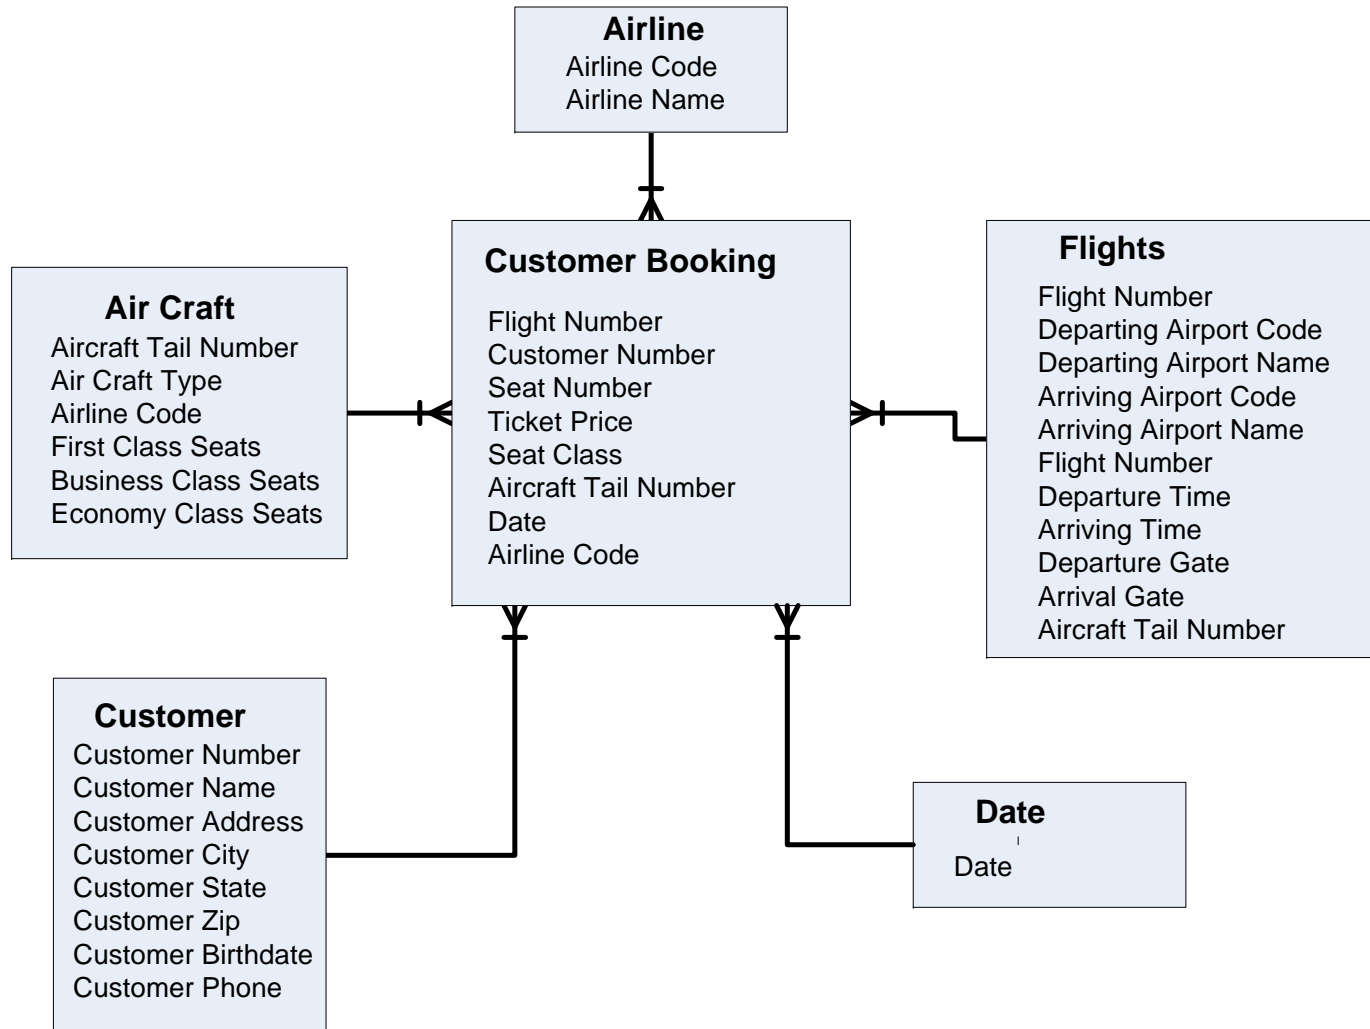 Airline
Airline Code
Airline Name
Air Craft
Aircraft Tail Number
Air Craft Type
Airline Code
First Class Seats
Business Class Seats
Economy Class Seats
Customer Booking
Flight Number
Customer Number
Seat Number
Ticket Price
Seat Class
Aircraft Tail Number
Date
Airline Code
Flights
Flight Number
Departing Airport Code
Departing Airport Name
Arriving Airport Code
Arriving Airport Name
Flight Number
Departure Time
Arriving Time
Departure Gate
Arrival Gate
Aircraft Tail Number
Customer
Customer Number
Customer Name
Customer Address
Customer City
Customer State
Customer Zip
Customer Birthdate
Customer Phone
Date
Date